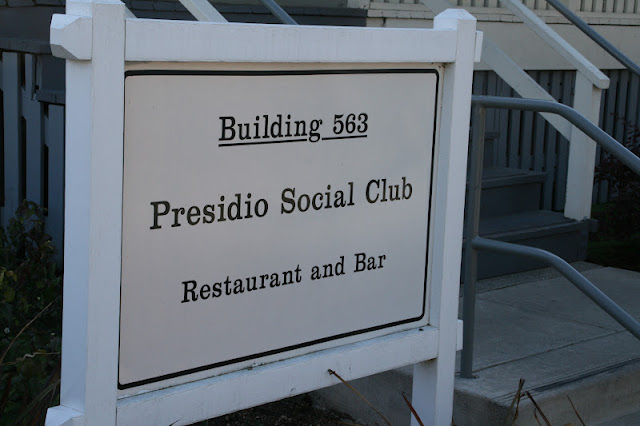 Building 563
Presidio Social Club
Restaurant and Bar